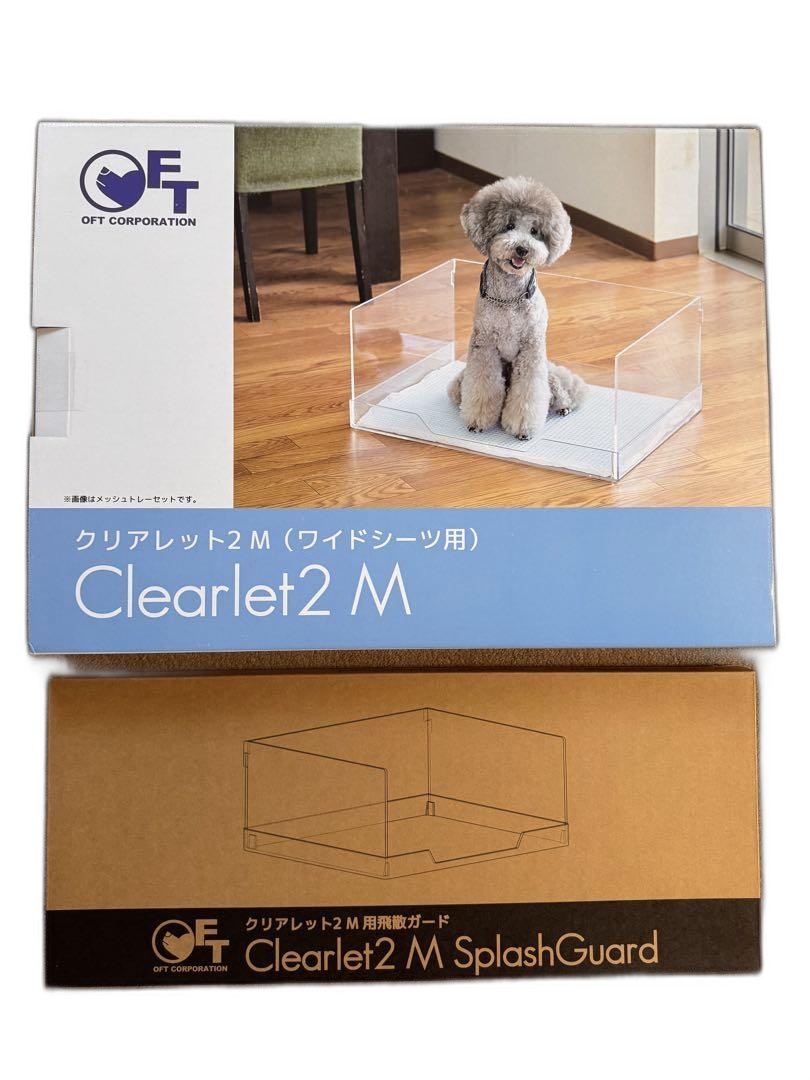 OFT
OFT CORPORATION
※画像はメッシュトレーセットです。
クリアレット2 M（ワイドシーツ用）
Clearlet2 M
OFT
OFT CORPORATION
クリアレット2 M 用飛散ガード
Clearlet2 M SplashGuard